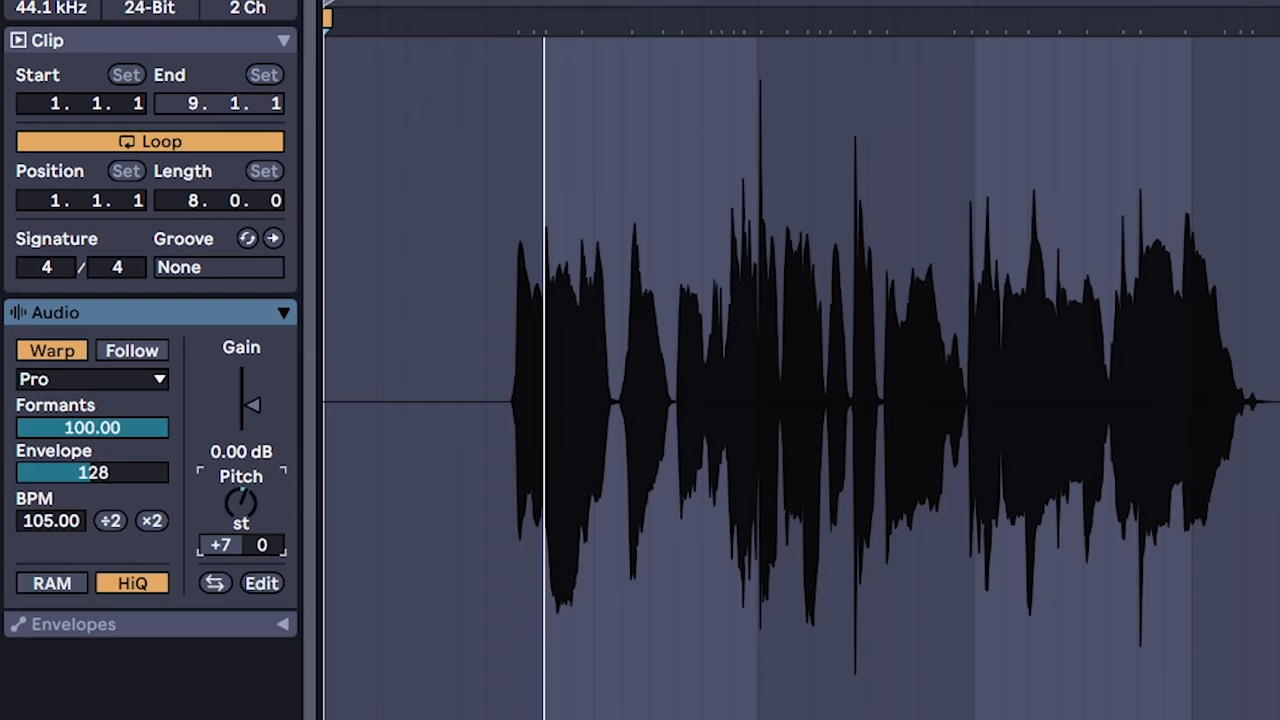 44.1 kHz 24-Bit 2 Ch
Clip
Start Set End Set
1. 1. 1 9. 1. 1
Loop
Position Set Length Set
1. 1. 1 8. 0. 0
Signature Groove
4 / 4 None
Audio
Warp Follow Gain
Pro
Formants
100.00
Envelope 0.00 dB
128 Pitch
BPM
105.00 ÷2 ×2 st
+7 0
RAM HiQ Edit
Envelopes